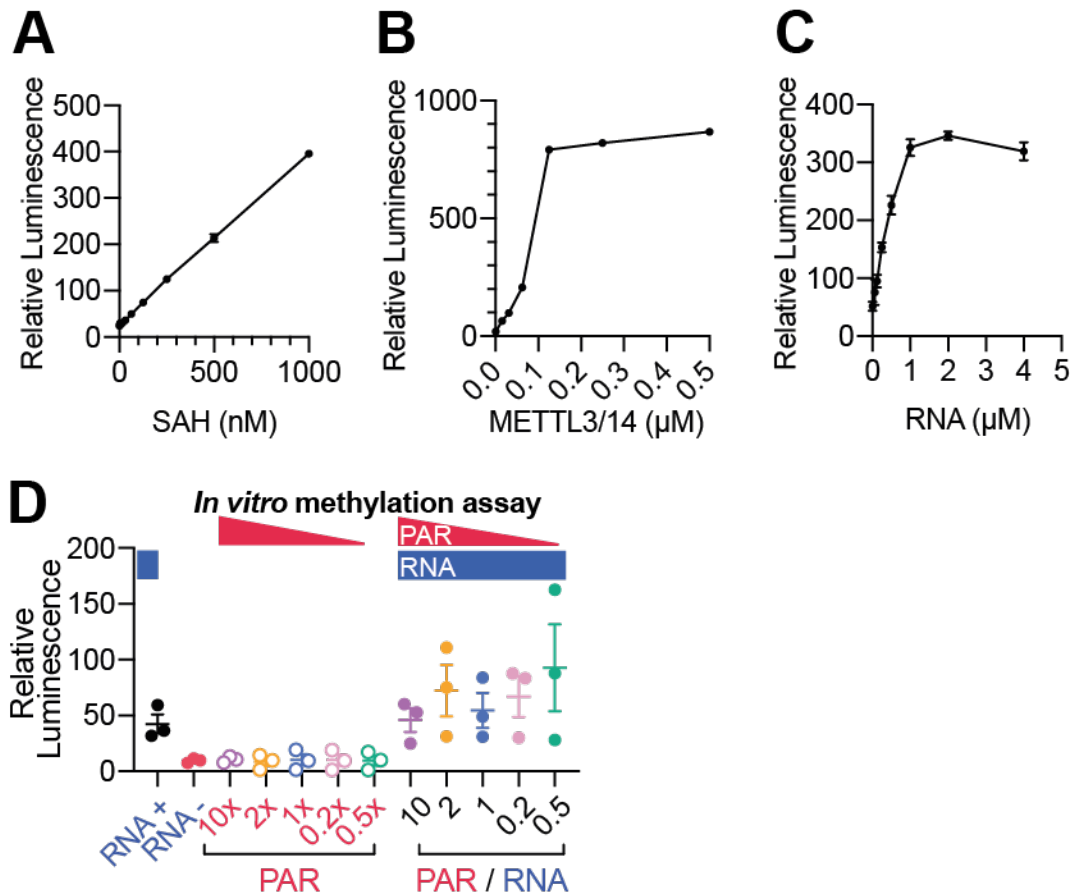 A
Relative Luminescence
500
400
300
200
100
0
0 500 1000
SAH (nM)
B
Relative Luminescence
1000
500
0
0.0 0.1 0.2 0.3 0.4 0.5
METTL3/14 (µM)
C
Relative Luminescence
400
300
200
100
0
0 1 2 3 4 5
RNA (µM)
D
In vitro methylation assay
PAR
RNA
Relative
Luminescence
200
150
100
50
0
RNA + RNA - 10x 2x 1x 0.2x 0.5x 10 2 1 0.2 0.5
PAR PAR / RNA